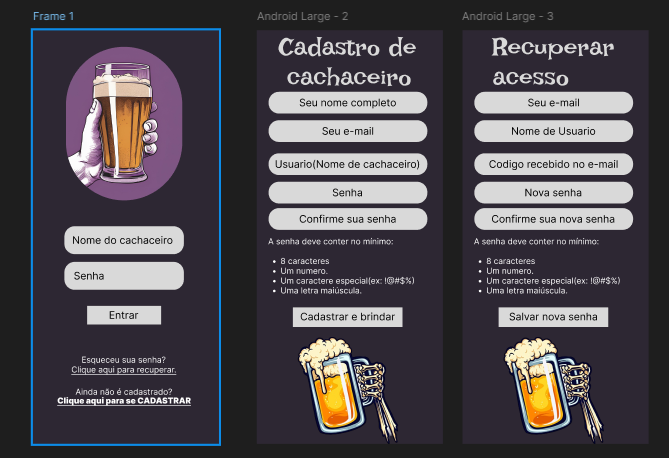 Frame 1
Nome do cachaceiro
Senha
Entrar
Esqueceu sua senha?
Clique aqui para recuperar.
Ainda não é cadastrado?
Clique aqui para se CADASTRAR
Android Large - 2
Cadastro de
cachaceiro
Seu nome completo
Seu e-mail
Usuario(Nome de cachaceiro)
Senha
Confirme sua senha
A senha deve conter no mínimo:
• 8 caracteres
• Um numero.
• Um caractere especial(ex: !@#$%)
• Uma letra maiúscula.
Cadastrar e brindar
Android Large - 3
Recuperar
acesso
Seu e-mail
Nome de Usuario
Codigo recebido no e-mail
Nova senha
Confirme sua nova senha
A senha deve conter no mínimo:
• 8 caracteres
• Um numero.
• Um caractere especial(ex: !@#$%)
• Uma letra maiúscula.
Salvar nova senha